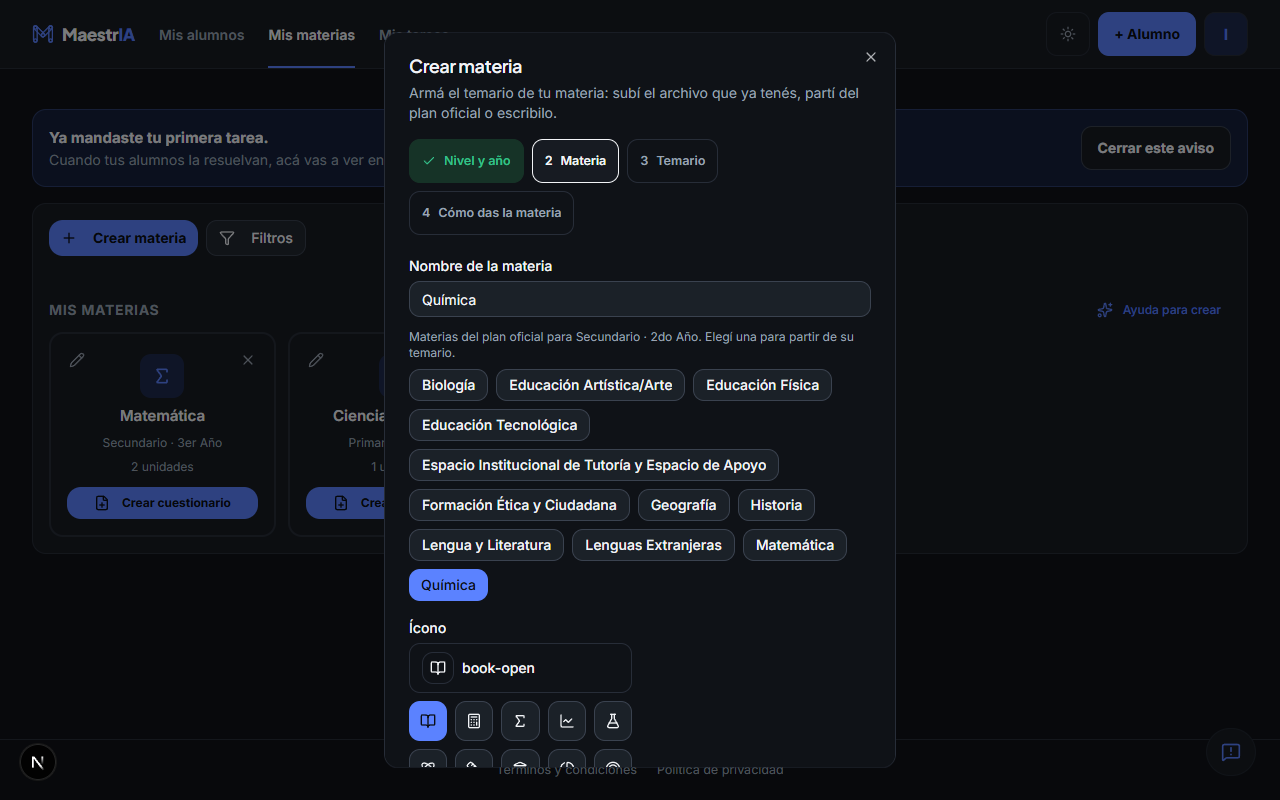 MaestrIA
Mis alumnos
Mis materias
+ Alumno
I
Ya mandaste tu primera tarea.
Cuando tus alumnos la resuelvan, acá vas a ver en
Cerrar este aviso
Crear materia
Filtros
MIS MATERIAS
Ayuda para crear
Matemática
Secundario · 3er Año
2 unidades
Crear cuestionario
Crear materia
Armá el temario de tu materia: subí el archivo que ya tenés, partí del
plan oficial o escribilo.
Nivel y año
2 Materia
3 Temario
4 Cómo das la materia
Nombre de la materia
Química
Materias del plan oficial para Secundario · 2do Año. Elegí una para partir de su
temario.
Biología
Educación Artística/Arte
Educación Física
Educación Tecnológica
Espacio Institucional de Tutoría y Espacio de Apoyo
Formación Ética y Ciudadana
Geografía
Historia
Lengua y Literatura
Lenguas Extranjeras
Matemática
Química
Ícono
book-open
N
Términos y condiciones
Política de privacidad